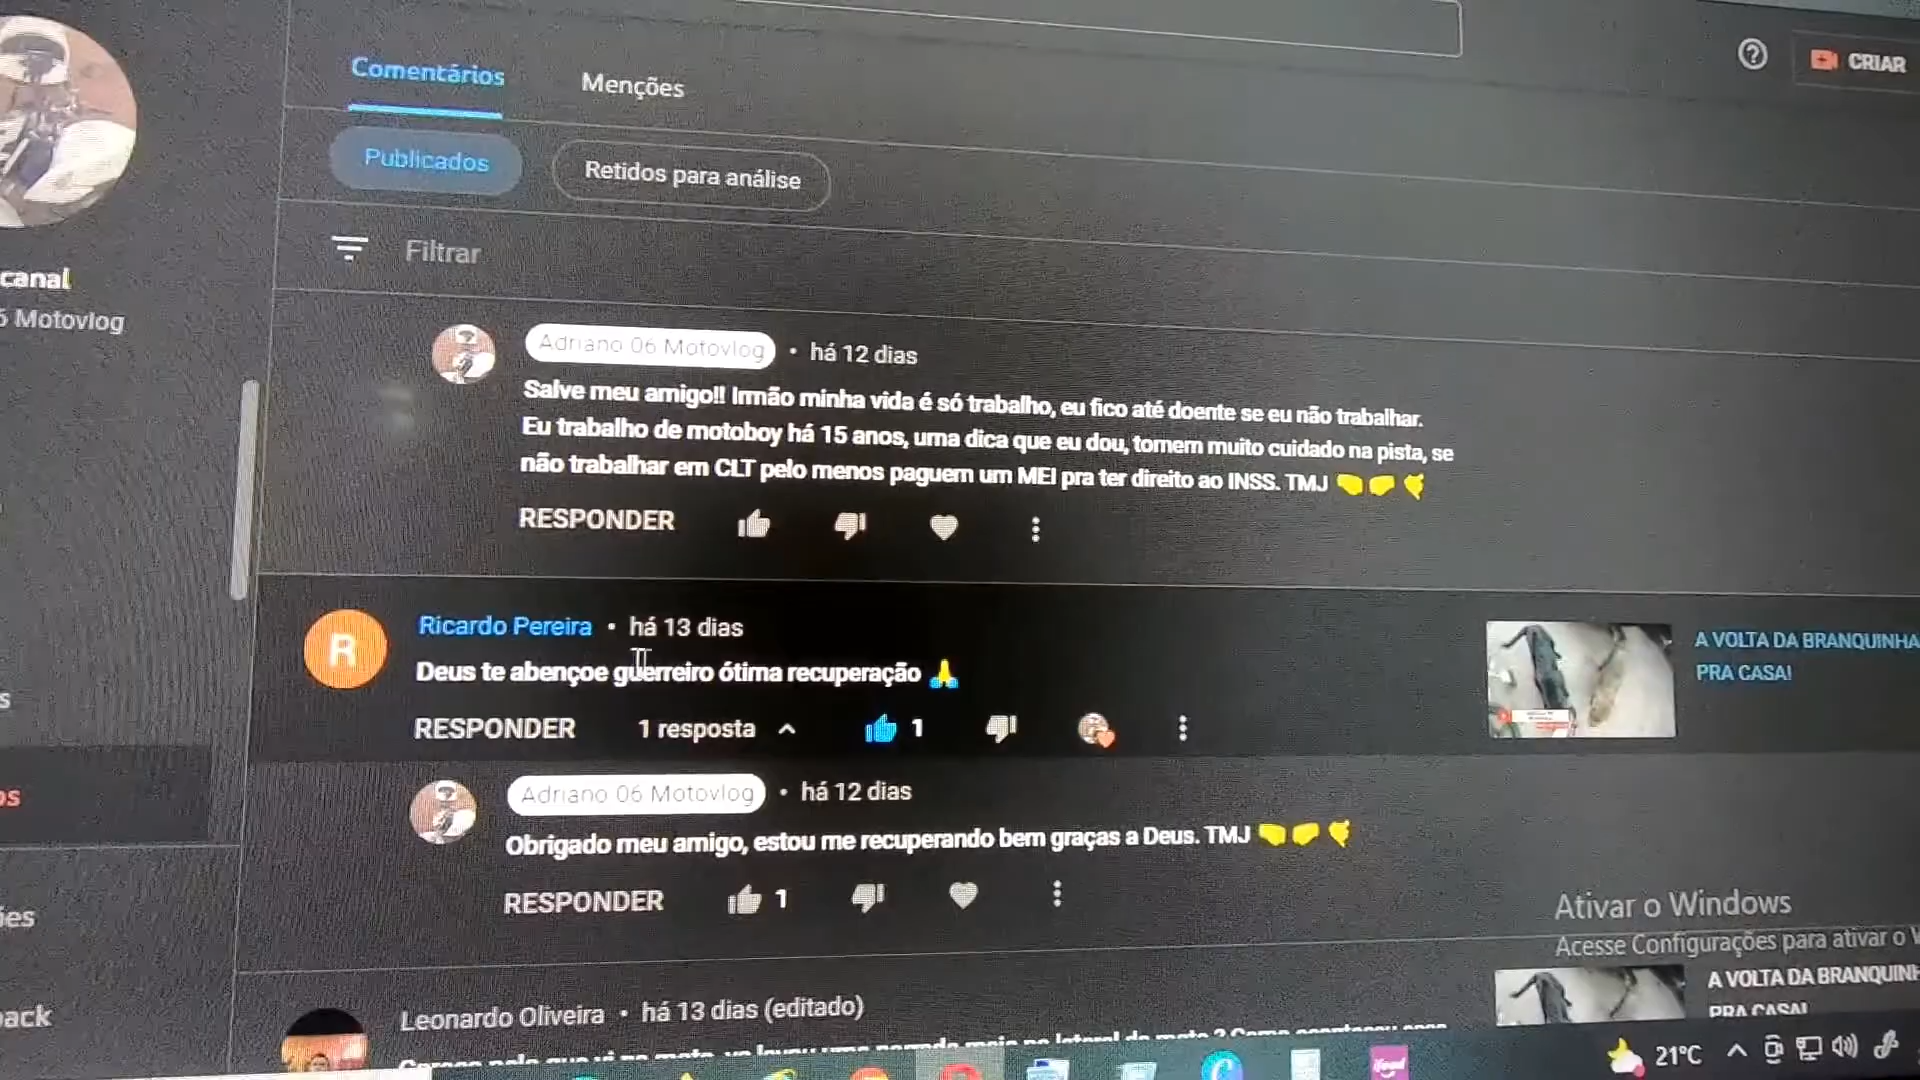 CRIAR
Comentários
Menções
Publicados
Retidos para análise
Filtrar
canal
6 Motovlog
Adriano 06 Motovlog • há 12 dias
Salve meu amigo!! Irmão minha vida é só trabalho, eu fico até doente se eu não trabalhar.
Eu trabalho de motoboy há 15 anos, uma dica que eu dou, tomem muito cuidado na pista, se
não trabalhar em CLT pelo menos paguem um MEI pra ter direito ao INSS. TMJ 🤜🤛🤙
RESPONDER
R
Ricardo Pereira • há 13 dias
Deus te abençoe guerreiro ótima recuperação 🙏
A VOLTA DA BRANQUINHA
PRA CASA!
RESPONDER 1 resposta 1
Adriano 06 Motovlog • há 12 dias
Obrigado meu amigo, estou me recuperando bem graças a Deus. TMJ 🤜🤛🤙
RESPONDER 1
Ativar o Windows
Acesse Configurações para ativar o W
Leonardo Oliveira • há 13 dias (editado)
A VOLTA DA BRANQUINH
PRA CASA!
21°C